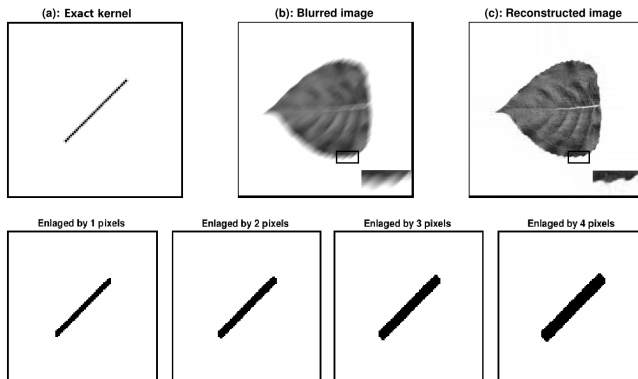 (a): Exact kernel
(b): Blurred image
(c): Reconstructed image
Enlaged by 1 pixels
Enlaged by 2 pixels
Enlaged by 3 pixels
Enlaged by 4 pixels